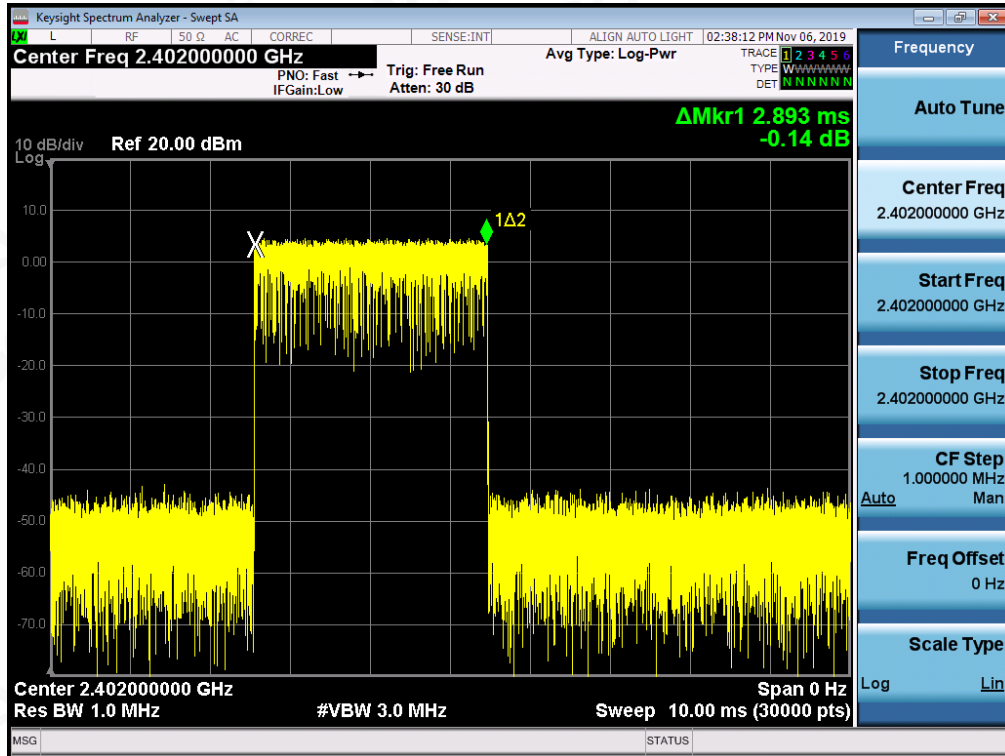 Keysight Spectrum Analyzer - Swept SA
LXI L RF 50 Ω AC CORREC SENSE:INT ALIGN AUTO LIGHT 02:38:12 PM Nov 06, 2019
Center Freq 2.402000000 GHz
PNO: Fast
IFGain:Low
Trig: Free Run
Atten: 30 dB
Avg Type: Log-Pwr
TRACE 1 2 3 4 5 6
TYPE WWWWWW
DET N N N N N N
ΔMkr1 2.893 ms
-0.14 dB
10 dB/div Ref 20.00 dBm
Log
1Δ2
10.0
0.00
-10.0
-20.0
-30.0
-40.0
-50.0
-60.0
-70.0
Center 2.402000000 GHz Span 0 Hz
Res BW 1.0 MHz #VBW 3.0 MHz Sweep 10.00 ms (30000 pts)
MSG STATUS
Frequency
Auto Tune
Center Freq
2.402000000 GHz
Start Freq
2.402000000 GHz
Stop Freq
2.402000000 GHz
CF Step
1.000000 MHz
Auto Man
Freq Offset
0 Hz
Scale Type
Log Lin